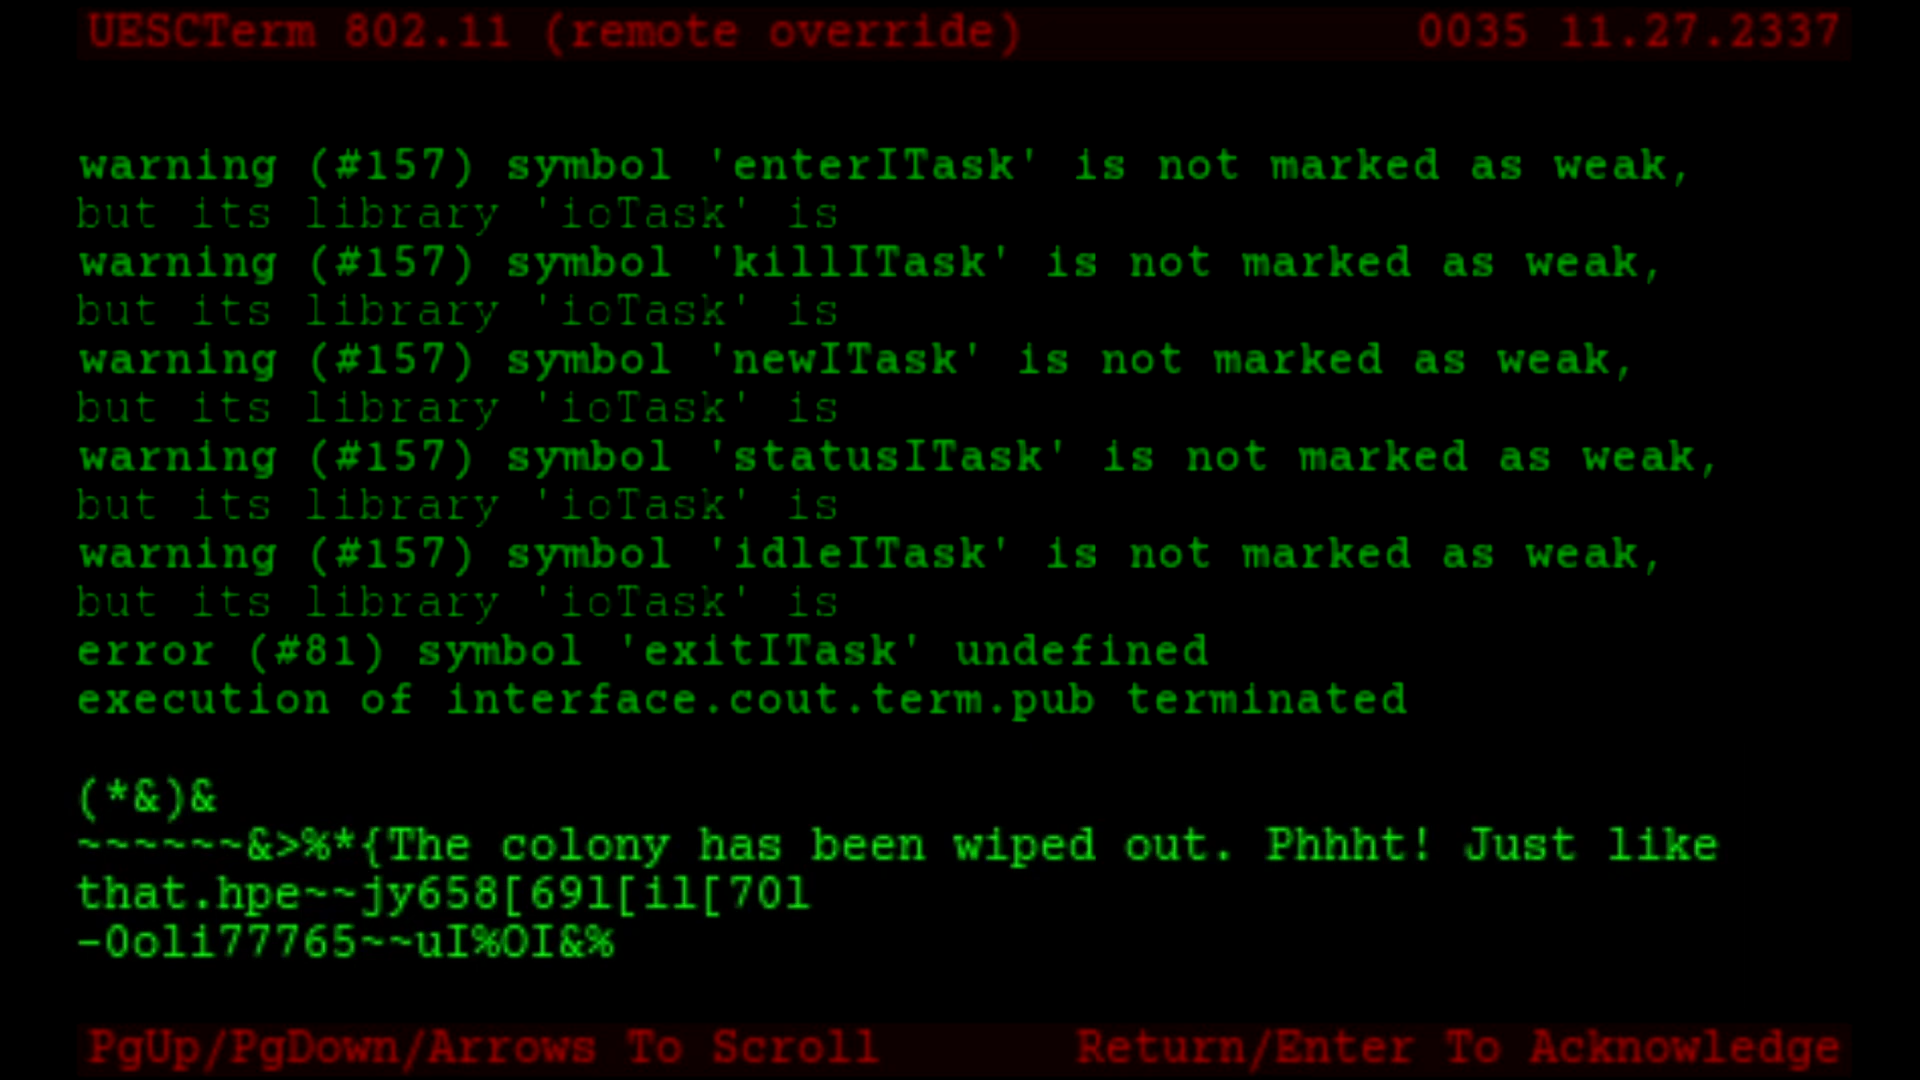 UESCTerm 802.11 (remote override) 0035 11.27.2337
warning (#157) symbol 'enterITask' is not marked as weak,
but its library 'ioTask' is
warning (#157) symbol 'killITask' is not marked as weak,
but its library 'ioTask' is
warning (#157) symbol 'newITask' is not marked as weak,
but its library 'ioTask' is
warning (#157) symbol 'statusITask' is not marked as weak,
but its library 'ioTask' is
warning (#157) symbol 'idleITask' is not marked as weak,
but its library 'ioTask' is
error (#81) symbol 'exitITask' undefined
execution of interface.cout.term.pub terminated
(*&)&
~~~~~~&>%*{The colony has been wiped out. Phhht! Just like
that.hpe~~jy658[69l[il[70l
-0oli77765~~uI%OI&%
PgUp/PgDown/Arrows To Scroll Return/Enter To Acknowledge